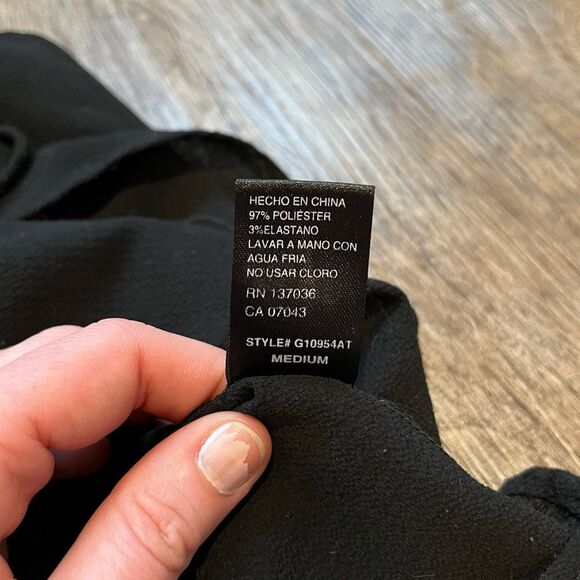 HECHO EN CHINA
97% POLIÉSTER
3%ELASTANO
LAVAR A MANO CON
AGUA FRIA
NO USAR CLORO
RN 137036
CA 07043
STYLE# G10954AT
MEDIUM